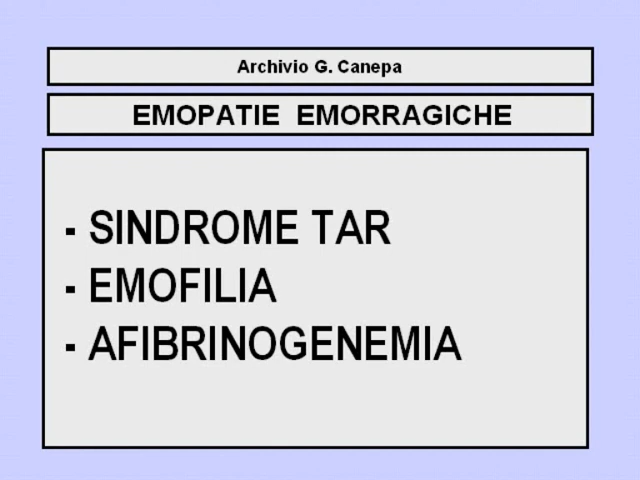 Archivio G. Canepa
EMOPATIE EMORRAGICHE
- SINDROME TAR
- EMOFILIA
- AFIBRINOGENEMIA